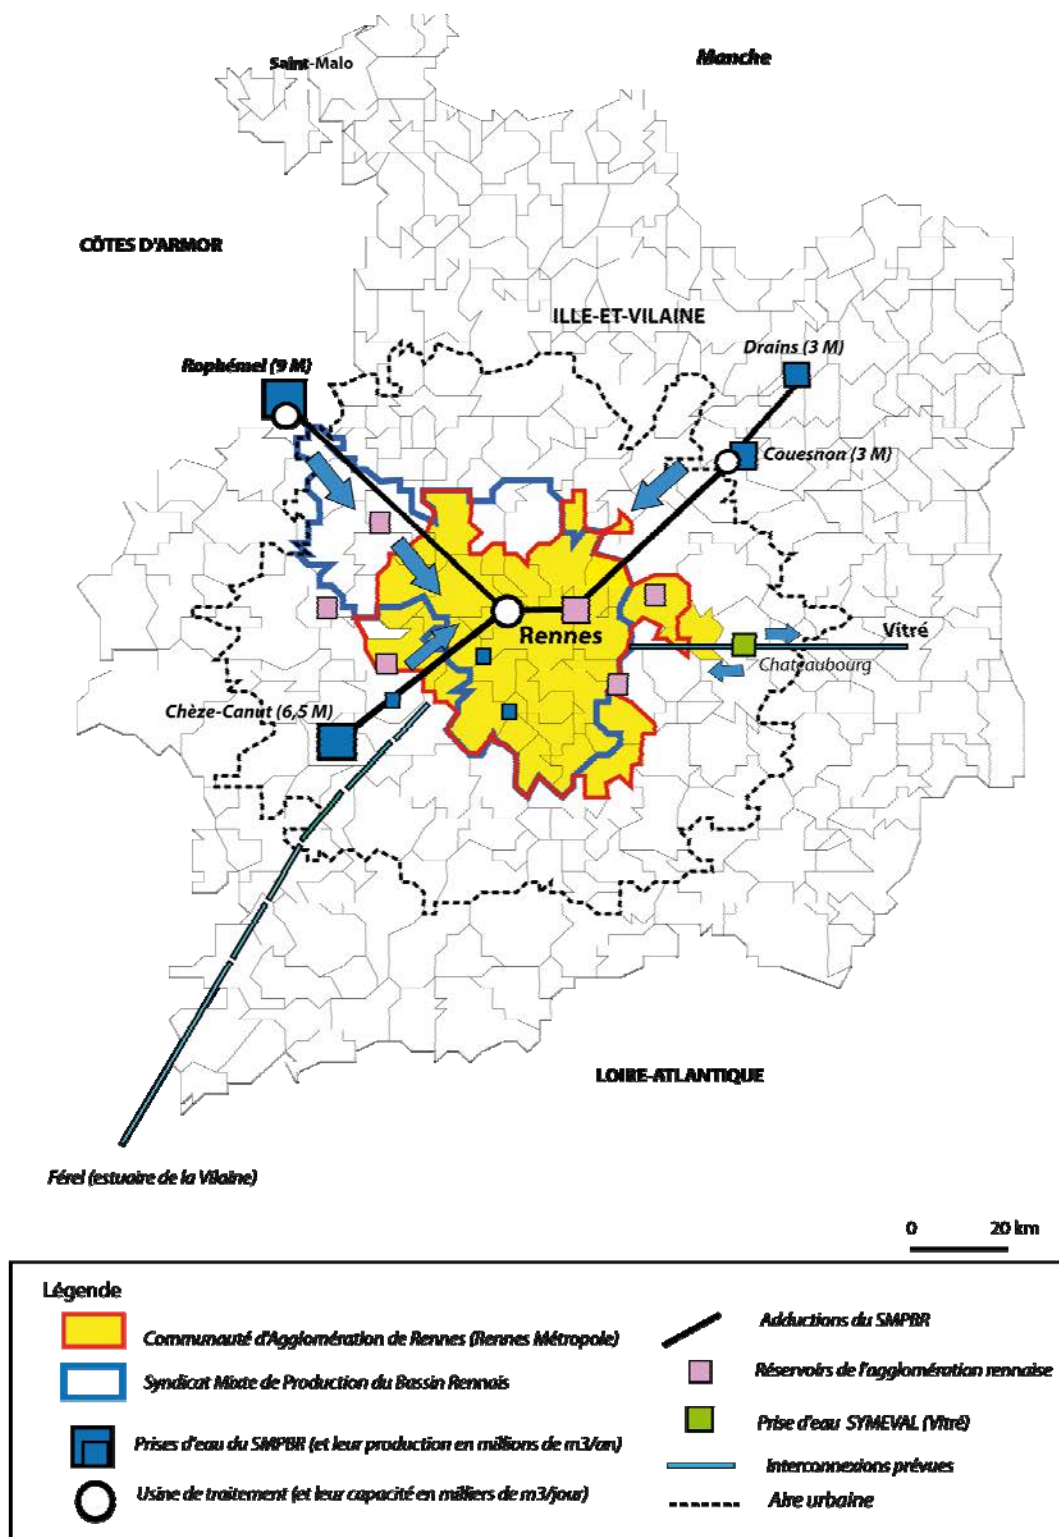 Saint-Malo
Manche
CÔTES D'ARMOR
ILLE-ET-VILAINE
Drains (3 M)
Rophémel (9 M)
Couesnon (3 M)
Rennes
Vitré
Chateaubourg
Chèze-Canut (6,5 M)
LOIRE-ATLANTIQUE
Férel (estuaire de la Vilaine)
0 20 km
Légende
Communauté d'Agglomération de Rennes (Rennes Métropole)
Syndicat Mixte de Production du Bassin Rennais
Prises d'eau du SMPBR (et leur production en millions de m3/an)
Usine de traitement (et leur capacité en milliers de m3/jour)
Adductions du SMPBR
Réservoirs de l'agglomération rennaise
Prise d'eau SYMEVAL (Vitré)
Interconnexions prévues
Aire urbaine